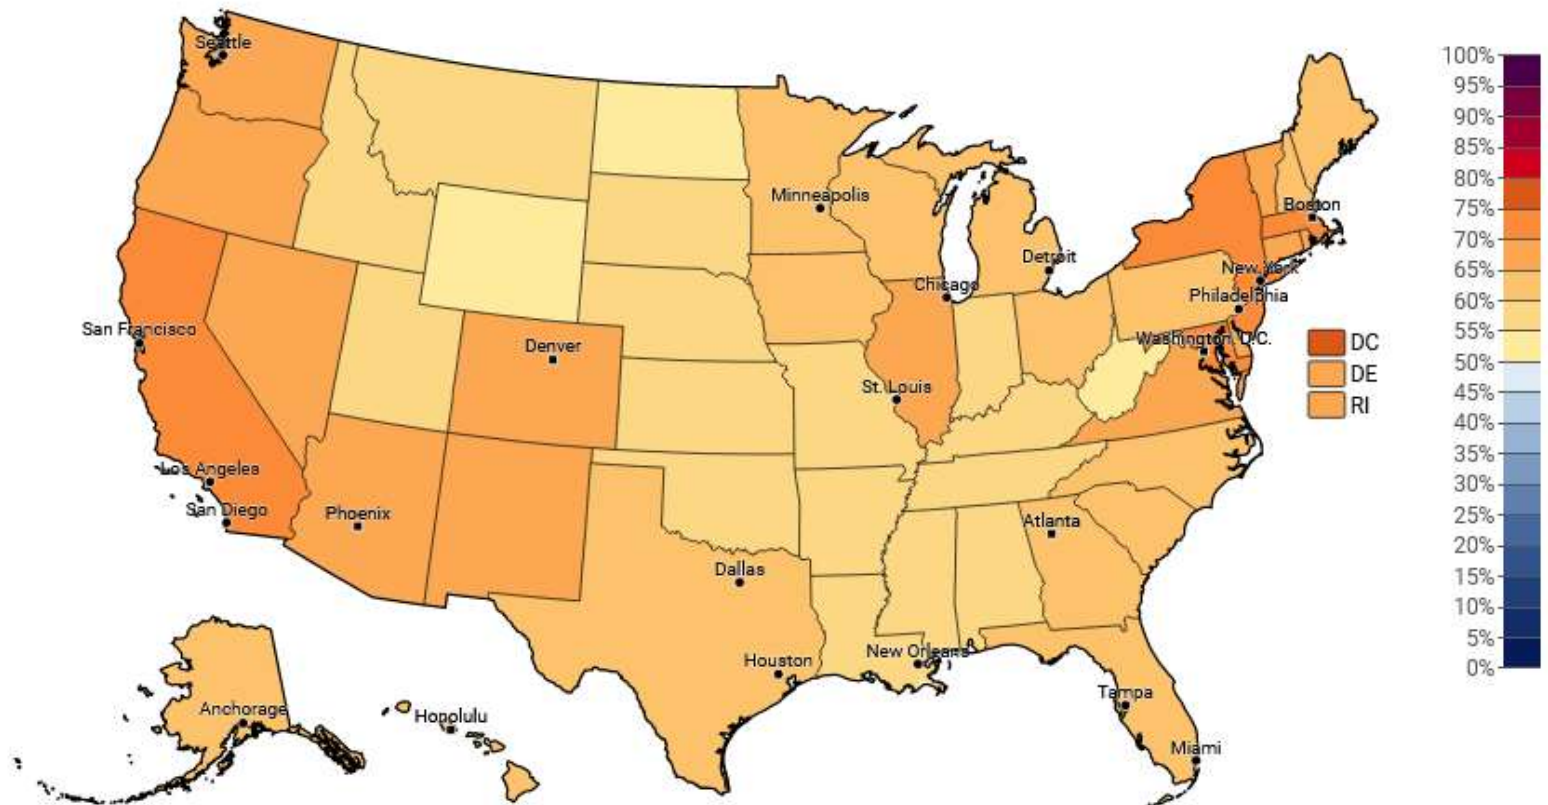 Seattle
Minneapolis
Boston
Detroit
New York
Chicago
Philadelphia
San Francisco
Washington, D.C.
Denver
St. Louis
Los Angeles
San Diego
Phoenix
Atlanta
Dallas
New Orleans
Houston
Tampa
Anchorage
Honolulu
Miami
DC
DE
RI
100%
95%
90%
85%
80%
75%
70%
65%
60%
55%
50%
45%
40%
35%
30%
25%
20%
15%
10%
5%
0%